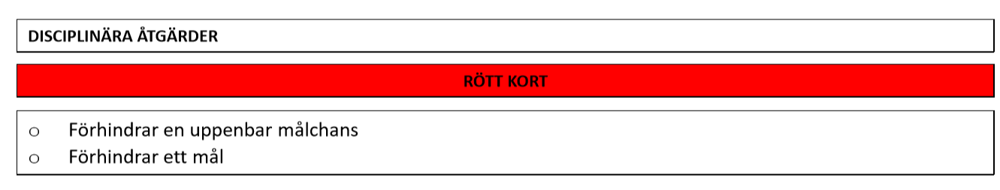 DISCIPLINÄRA ÅTGÄRDER
RÖTT KORT
o Förhindrar en uppenbar målchans
o Förhindrar ett mål